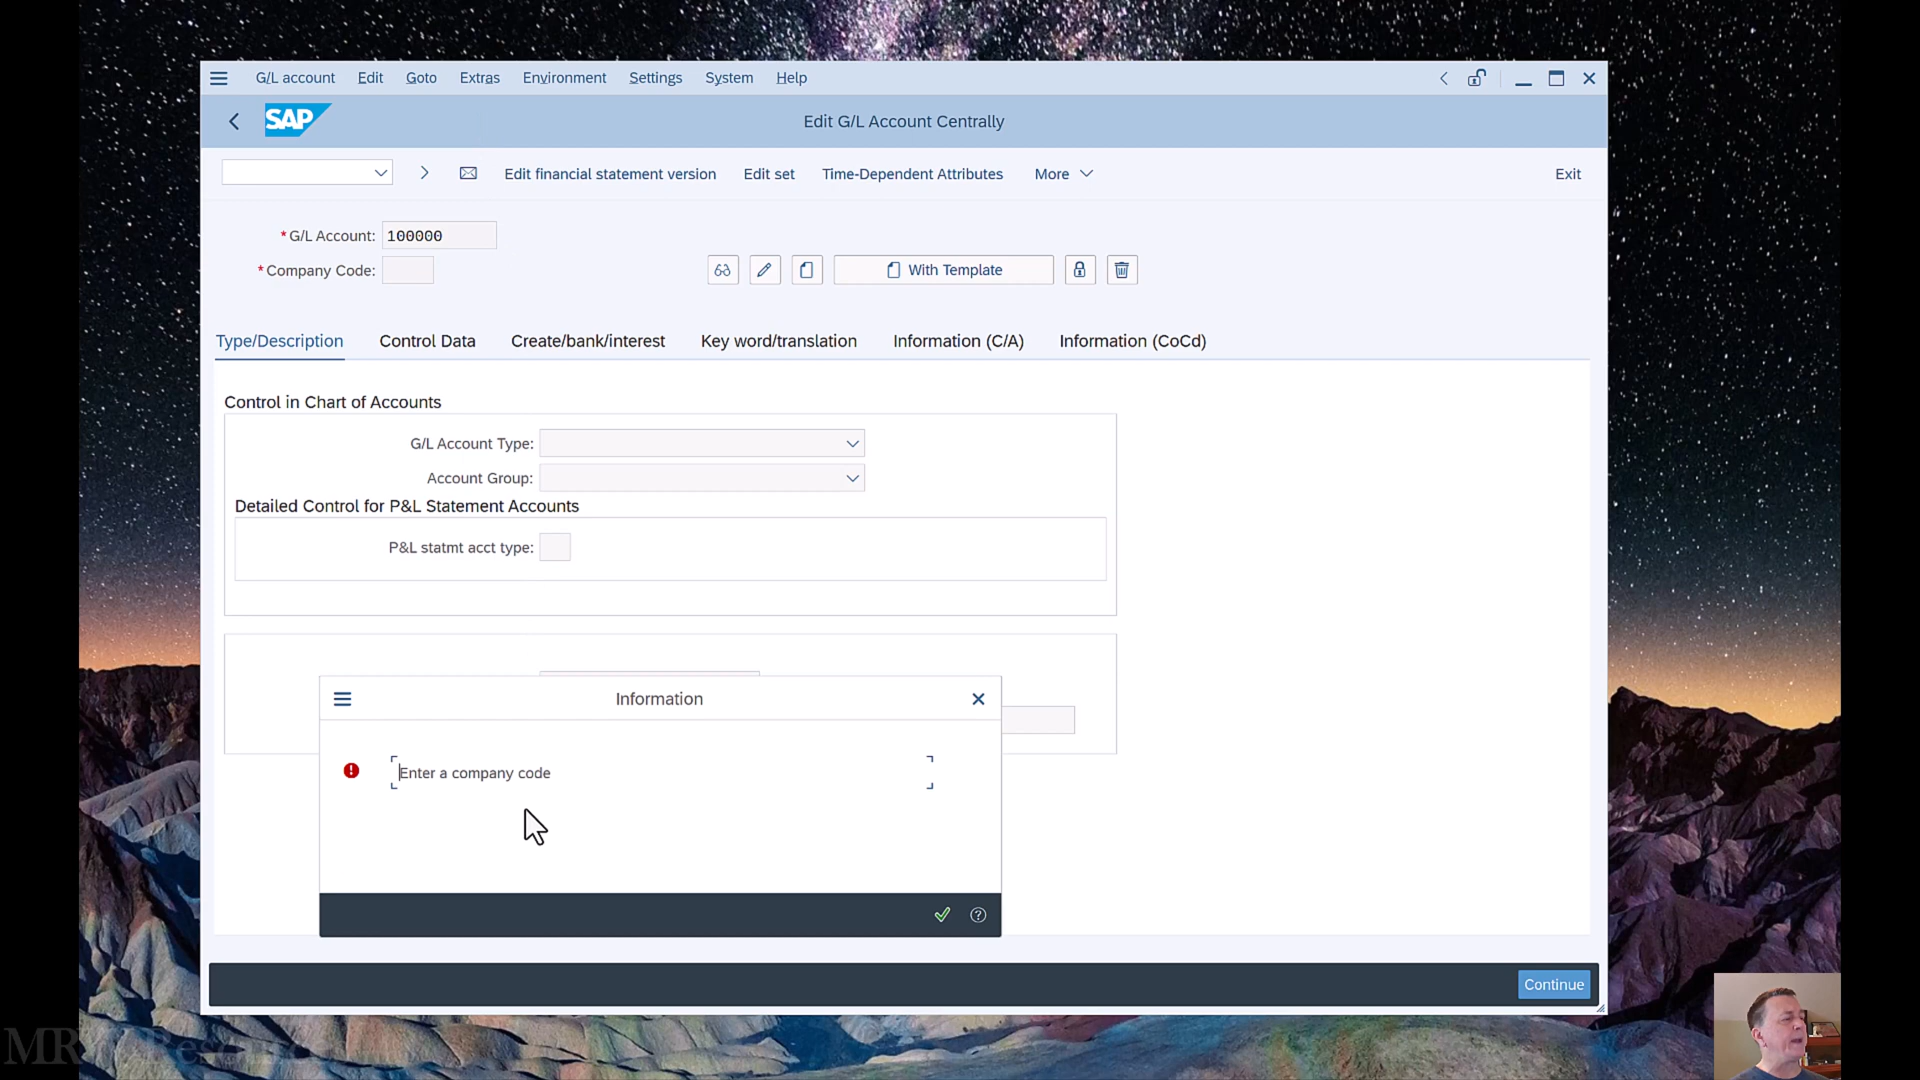 G/L account Edit Goto Extras Environment Settings System Help
SAP Edit G/L Account Centrally
Edit financial statement version Edit set Time-Dependent Attributes More Exit
*G/L Account: 100000
*Company Code:
With Template
Type/Description Control Data Create/bank/interest Key word/translation Information (C/A) Information (CoCd)
Control in Chart of Accounts
G/L Account Type:
Account Group:
Detailed Control for P&L Statement Accounts
P&L statmt acct type:
Information
Enter a company code
Continue